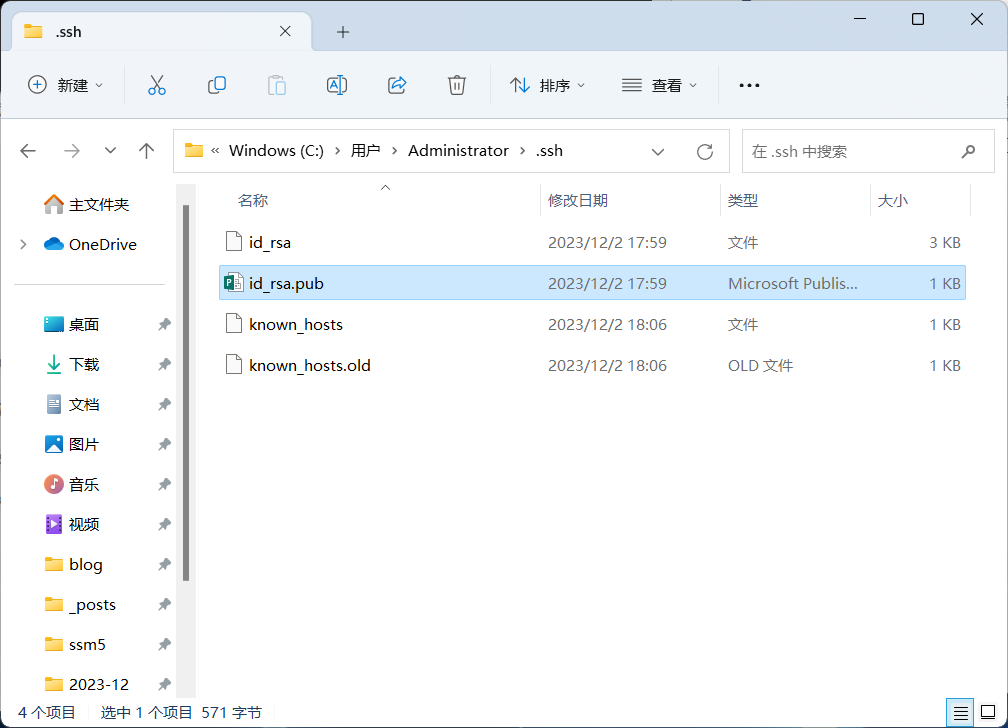 .ssh
新建
排序
查看
« Windows (C:) › 用户 › Administrator › .ssh
在 .ssh 中搜索
主文件夹
OneDrive
桌面
下载
文档
图片
音乐
视频
blog
_posts
ssm5
2023-12
名称 修改日期 类型 大小
id_rsa 2023/12/2 17:59 文件 3 KB
id_rsa.pub 2023/12/2 17:59 Microsoft Publis... 1 KB
known_hosts 2023/12/2 18:06 文件 1 KB
known_hosts.old 2023/12/2 18:06 OLD 文件 1 KB
4 个项目 选中 1 个项目 571 字节